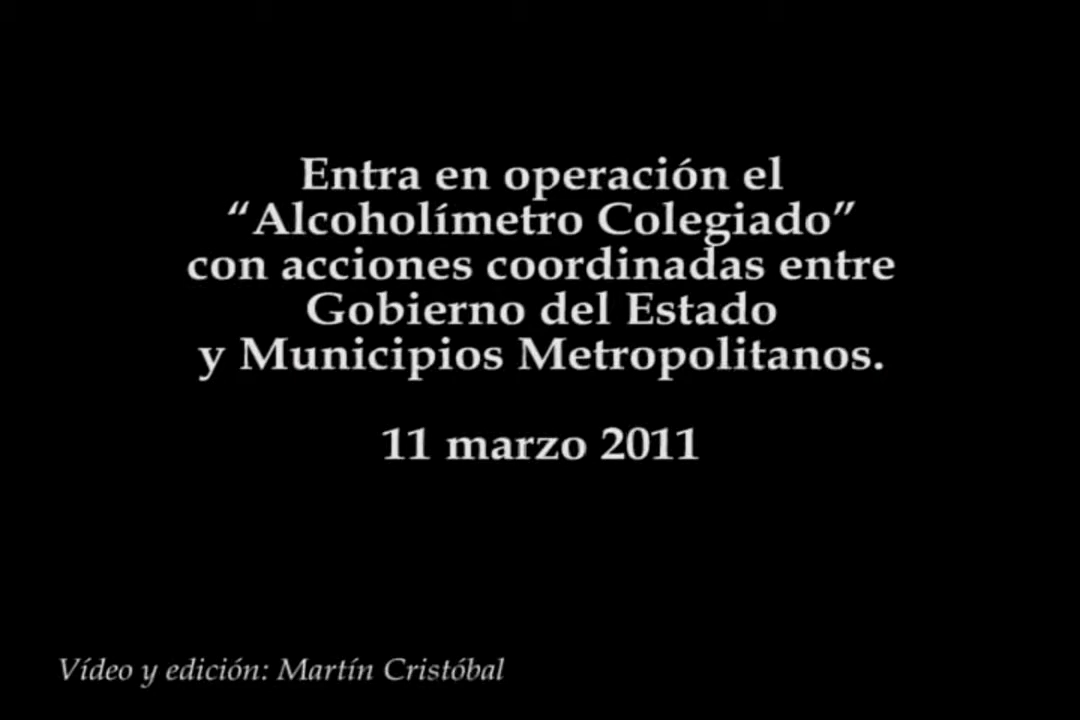 Entra en operación el
“Alcoholímetro Colegiado”
con acciones coordinadas entre
Gobierno del Estado
y Municipios Metropolitanos.
11 marzo 2011
Vídeo y edición: Martín Cristóbal